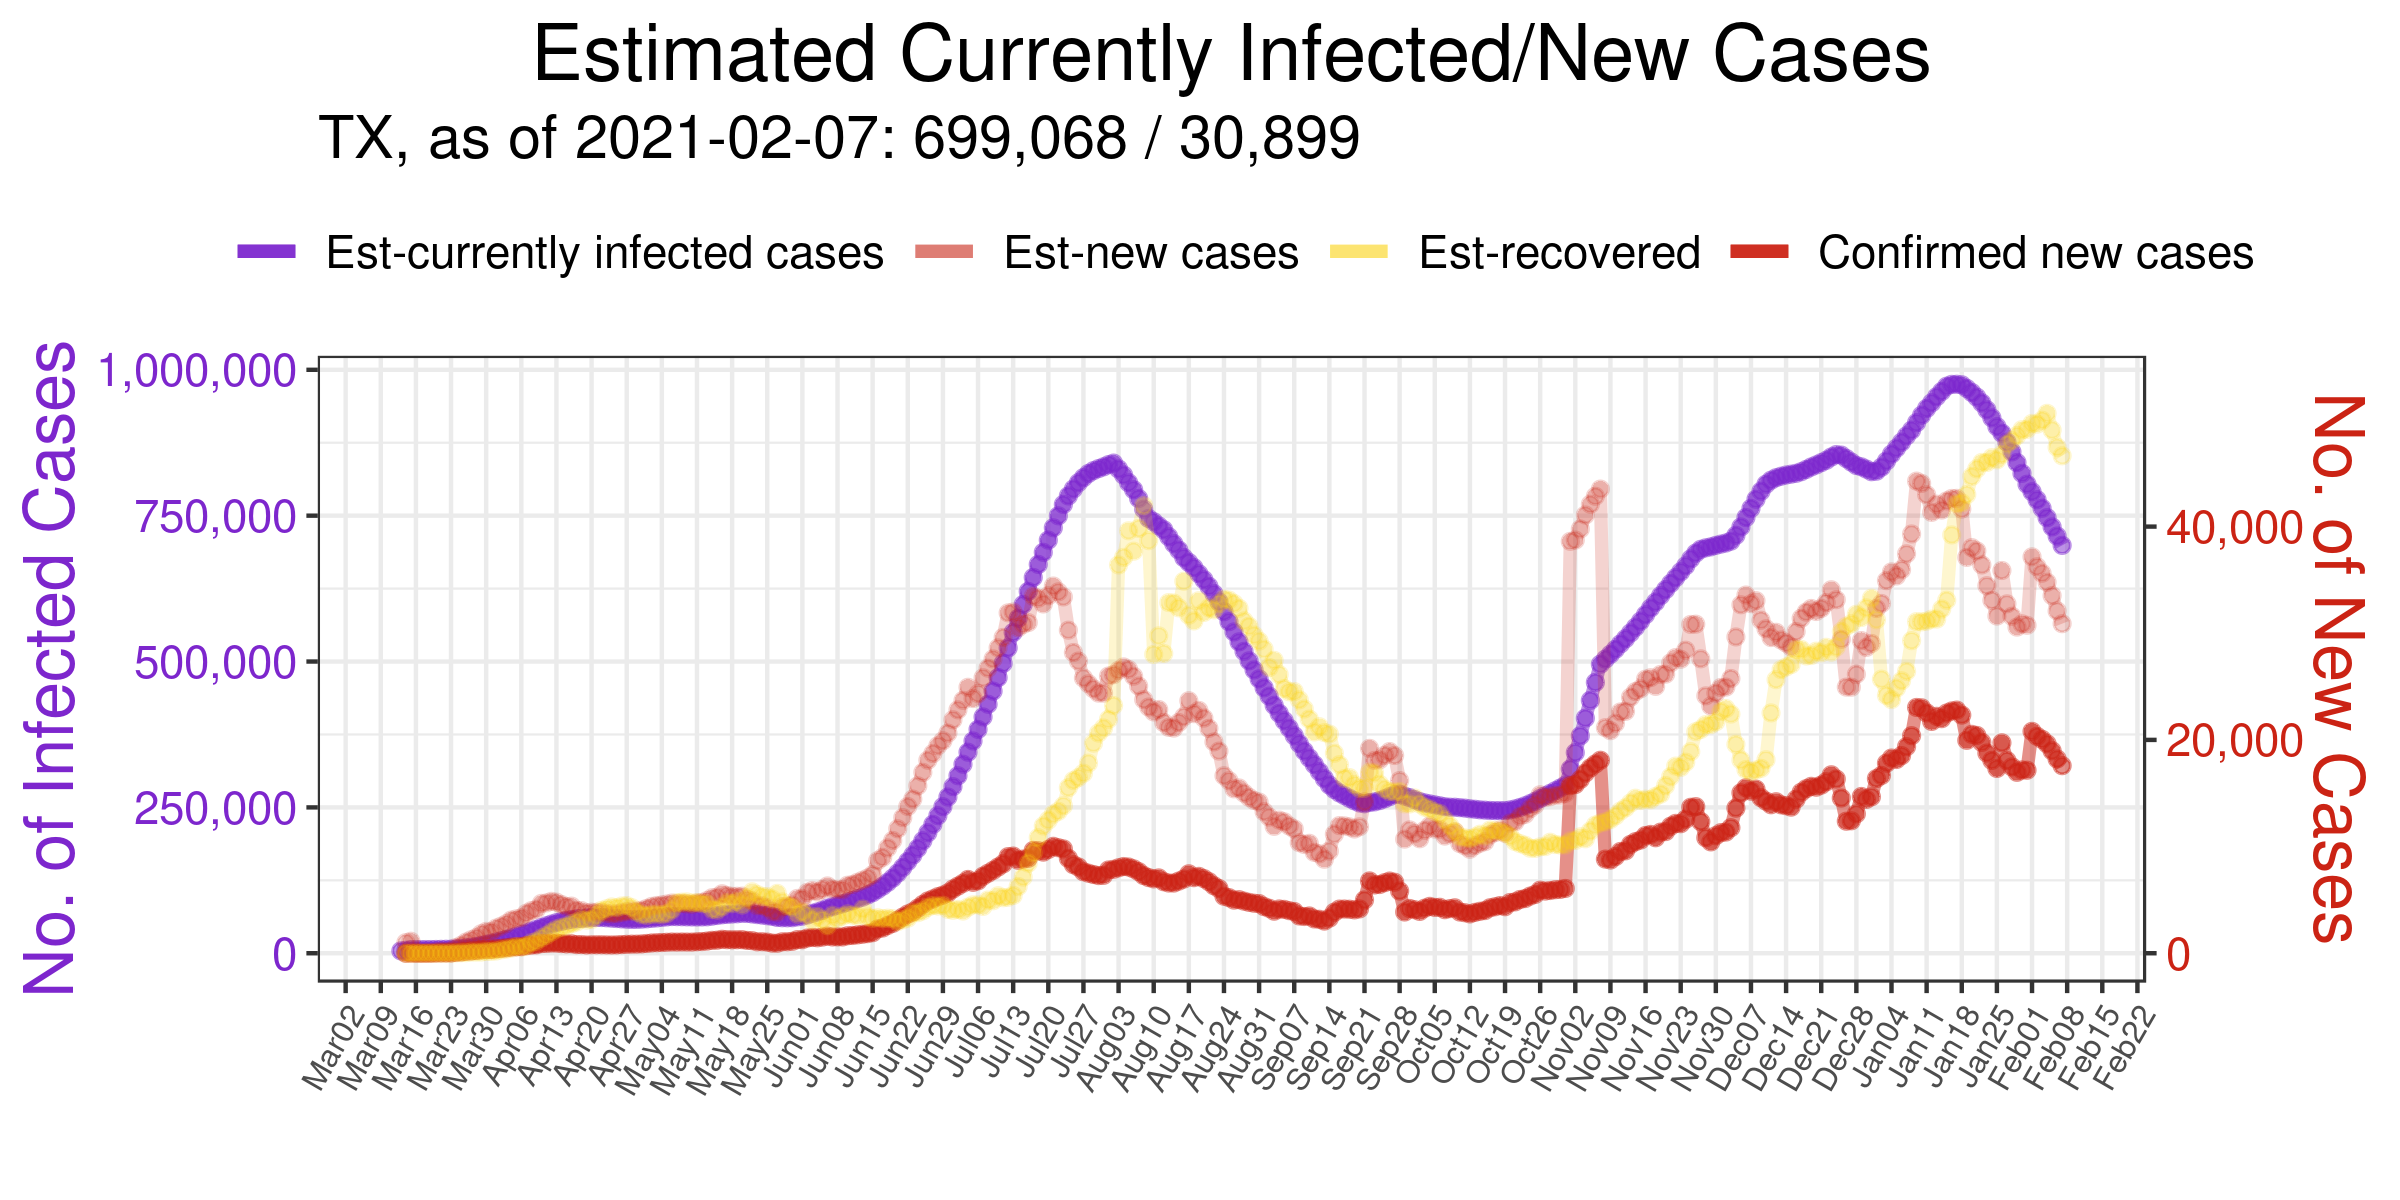 Estimated Currently Infected/New Cases
TX, as of 2021-02-07: 699,068 / 30,899
Est-currently infected cases
Est-new cases
Est-recovered
Confirmed new cases
No. of Infected Cases
1,000,000
750,000
500,000
250,000
0
40,000
20,000
0
No. of New Cases
Mar02
Mar09
Mar16
Mar23
Mar30
Apr06
Apr13
Apr20
Apr27
May04
May11
May18
May25
Jun01
Jun08
Jun15
Jun22
Jun29
Jul06
Jul13
Jul20
Jul27
Aug03
Aug10
Aug17
Aug24
Aug31
Sep07
Sep14
Sep21
Sep28
Oct05
Oct12
Oct19
Oct26
Nov02
Nov09
Nov16
Nov23
Nov30
Dec07
Dec14
Dec21
Dec28
Jan04
Jan11
Jan18
Jan25
Feb01
Feb08
Feb15
Feb22